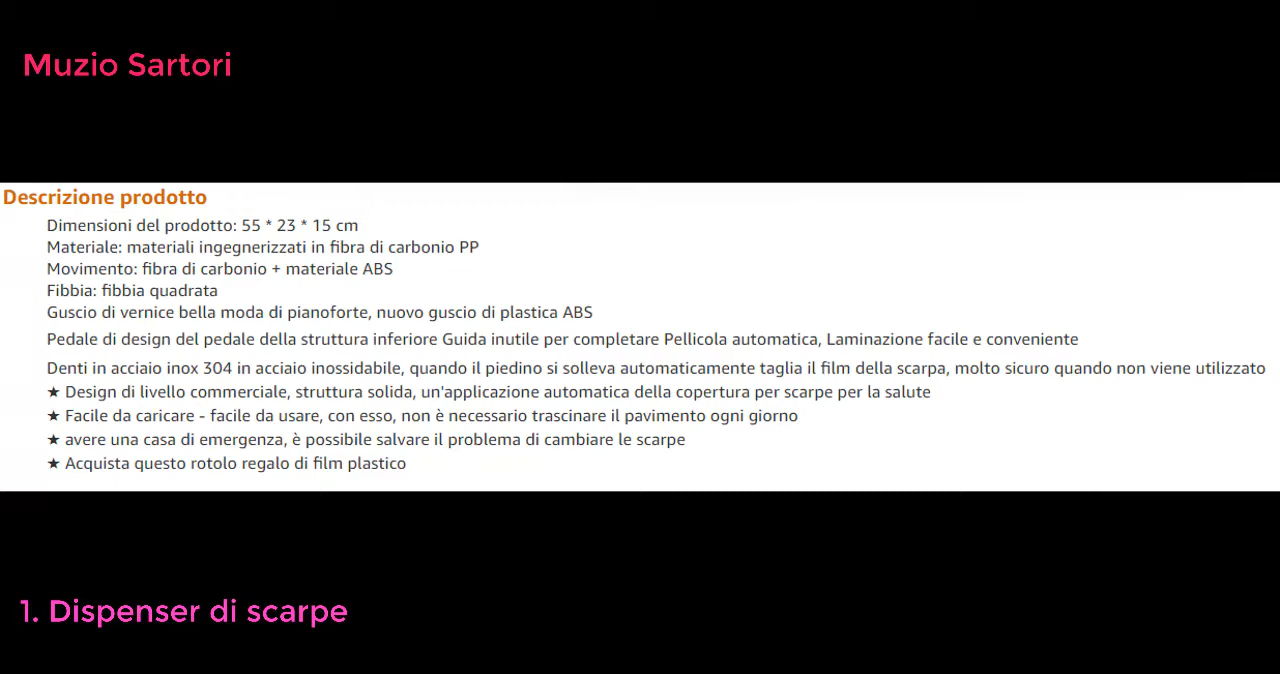 Muzio Sartori
Descrizione prodotto
Dimensioni del prodotto: 55 * 23 * 15 cm
Materiale: materiali ingegnerizzati in fibra di carbonio PP
Movimento: fibra di carbonio + materiale ABS
Fibbia: fibbia quadrata
Guscio di vernice bella moda di pianoforte, nuovo guscio di plastica ABS
Pedale di design del pedale della struttura inferiore Guida inutile per completare Pellicola automatica, Laminazione facile e conveniente
Denti in acciaio inox 304 in acciaio inossidabile, quando il piedino si solleva automaticamente taglia il film della scarpa, molto sicuro quando non viene utilizzato
★ Design di livello commerciale, struttura solida, un'applicazione automatica della copertura per scarpe per la salute
★ Facile da caricare - facile da usare, con esso, non è necessario trascinare il pavimento ogni giorno
★ avere una casa di emergenza, è possibile salvare il problema di cambiare le scarpe
★ Acquista questo rotolo regalo di film plastico
1. Dispenser di scarpe